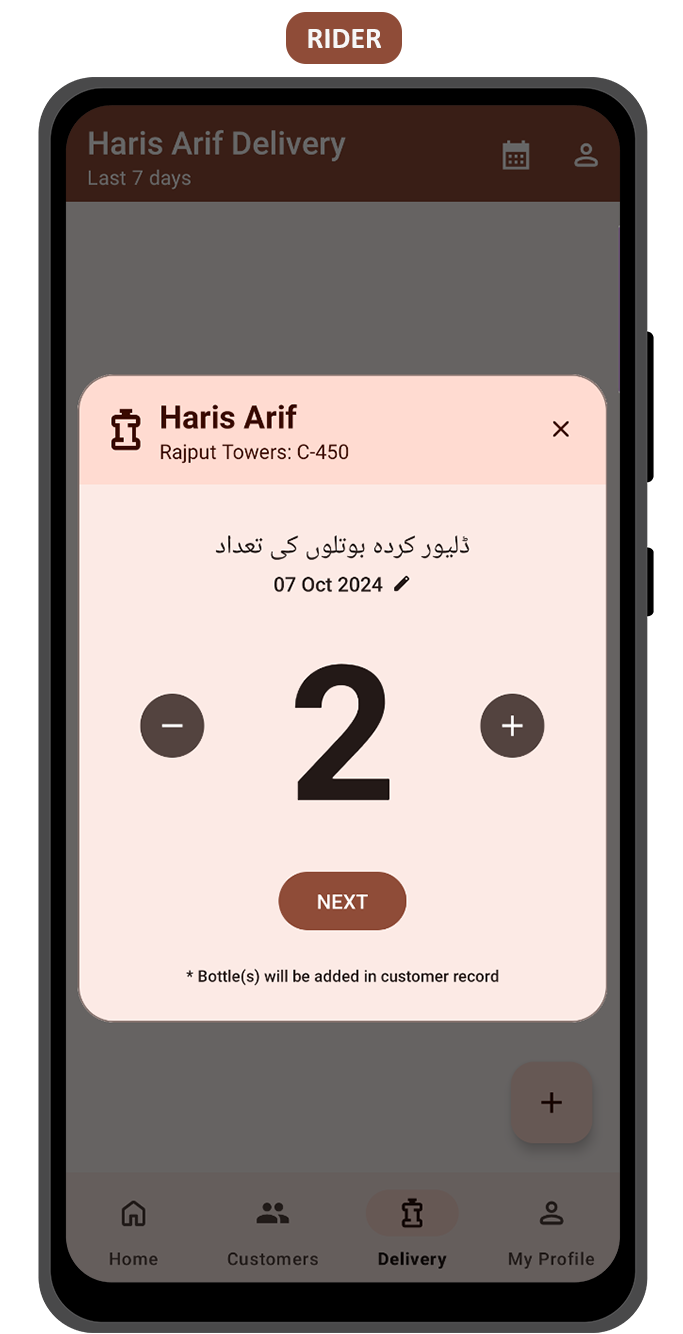 RIDER
Haris Arif Delivery
Last 7 days
Haris Arif
Rajput Towers: C-450
ڈلیور کردہ بوتلوں کی تعداد
07 Oct 2024
2
NEXT
* Bottle(s) will be added in customer record
Home Customers Delivery My Profile